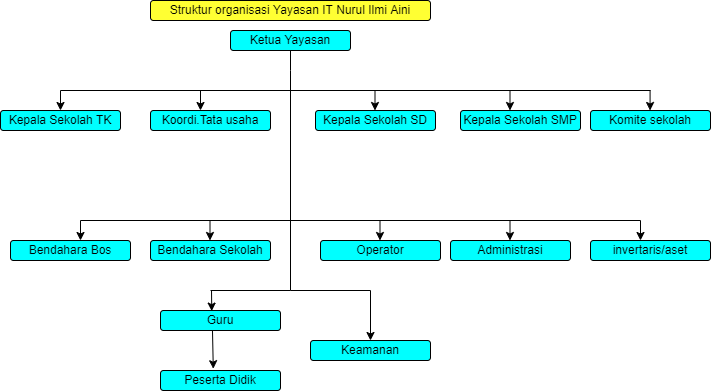 Struktur organisasi Yayasan IT Nurul Ilmi Aini
Ketua Yayasan
Kepala Sekolah TK
Koordi.Tata usaha
Kepala Sekolah SD
Kepala Sekolah SMP
Komite sekolah
Bendahara Bos
Bendahara Sekolah
Operator
Administrasi
invertaris/aset
Guru
Keamanan
Peserta Didik